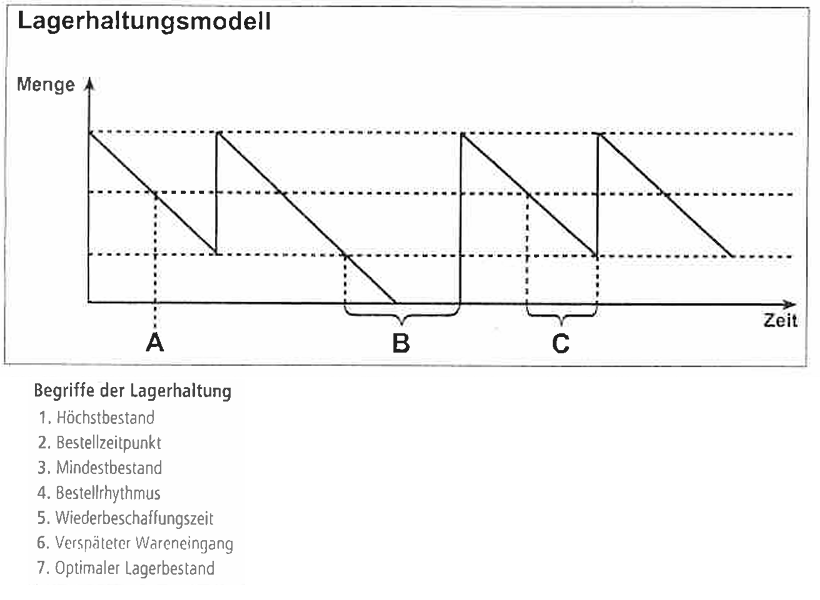 Lagerhaltungsmodell
Menge
Zeit
A
B
C
Begriffe der Lagerhaltung
1. Höchstbestand
2. Bestellzeitpunkt
3. Mindestbestand
4. Bestellrhythmus
5. Wiederbeschaffungszeit
6. Verspäteter Wareneingang
7. Optimaler Lagerbestand